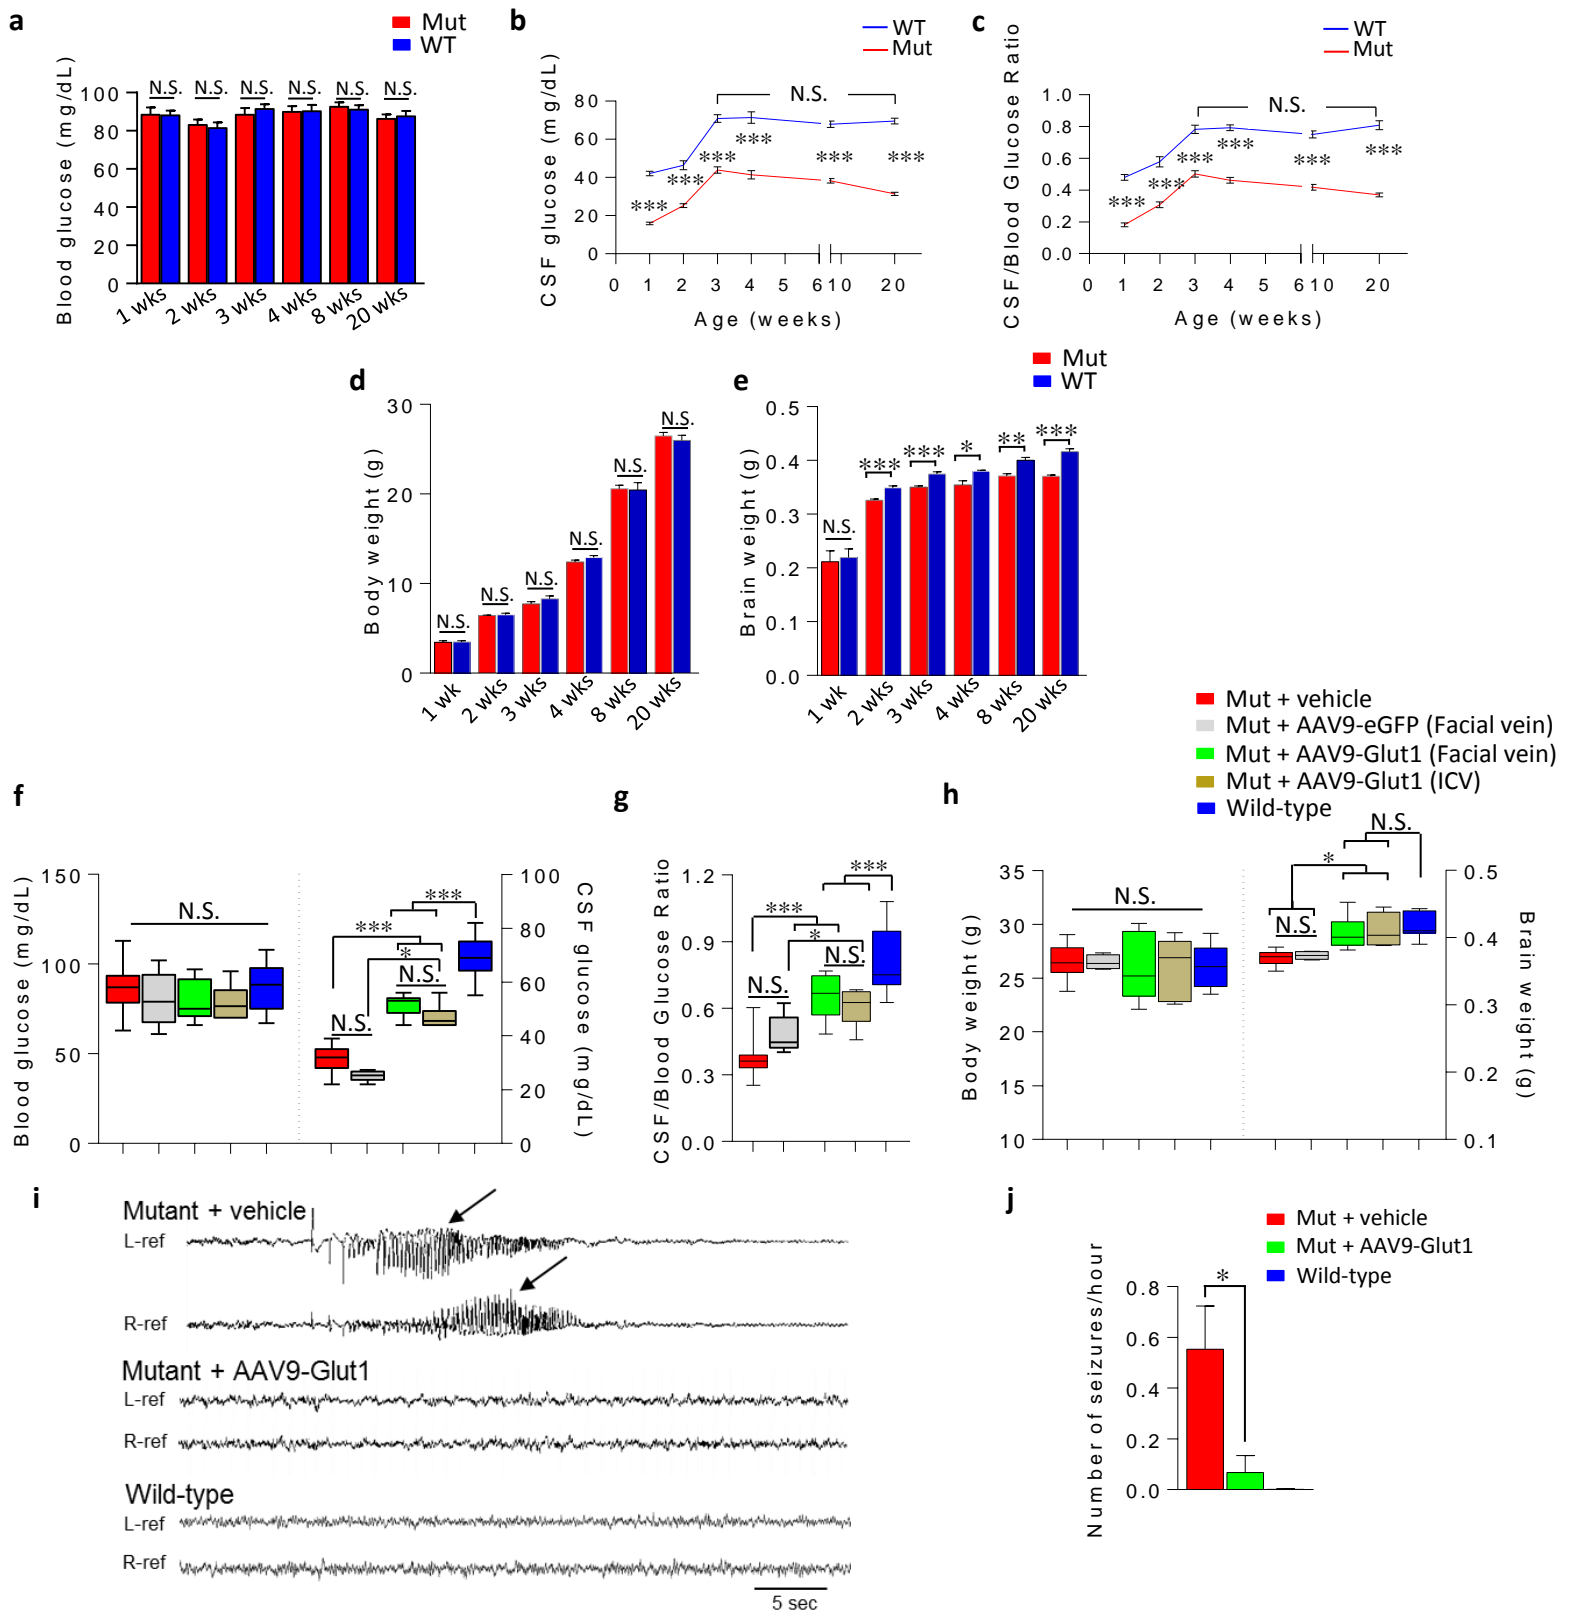 a
Mut
WT
Blood glucose (mg/dL)
100
80
60
40
20
0
N.S. N.S. N.S. N.S. N.S. N.S.
1 wks 2 wks 3 wks 4 wks 8 wks 20 wks
b
WT
Mut
CSF glucose (mg/dL)
80
60
40
20
0
N.S.
*** *** *** *** *** ***
0 1 2 3 4 5 6 10 20
Age (weeks)
c
WT
Mut
CSF/Blood Glucose Ratio
1.0
0.8
0.6
0.4
0.2
0.0
N.S.
*** *** *** *** *** ***
0 1 2 3 4 5 6 10 20
Age (weeks)
d
Body weight (g)
30
20
10
0
N.S. N.S. N.S. N.S. N.S. N.S.
1 wk 2 wks 3 wks 4 wks 8 wks 20 wks
e
Mut
WT
Brain weight (g)
0.5
0.4
0.3
0.2
0.1
0.0
N.S. *** *** * ** ***
1 wk 2 wks 3 wks 4 wks 8 wks 20 wks
Mut + vehicle
Mut + AAV9-eGFP (Facial vein)
Mut + AAV9-Glut1 (Facial vein)
Mut + AAV9-Glut1 (ICV)
Wild-type
f
Blood glucose (mg/dL)
150
100
50
0
N.S.
***
***
*
N.S.
N.S.
100
80
60
40
20
0
CSF glucose (mg/dL)
g
CSF/Blood Glucose Ratio
1.2
0.9
0.6
0.3
0.0
***
***
*
N.S.
N.S.
h
Body weight (g)
35
30
25
20
15
10
N.S.
N.S.
*
N.S.
0.5
0.4
0.3
0.2
0.1
Brain weight (g)
i
Mutant + vehicle
L-ref
R-ref
Mutant + AAV9-Glut1
L-ref
R-ref
Wild-type
L-ref
R-ref
5 sec
j
Mut + vehicle
Mut + AAV9-Glut1
Wild-type
Number of seizures/hour
0.8
0.6
0.4
0.2
0.0
*